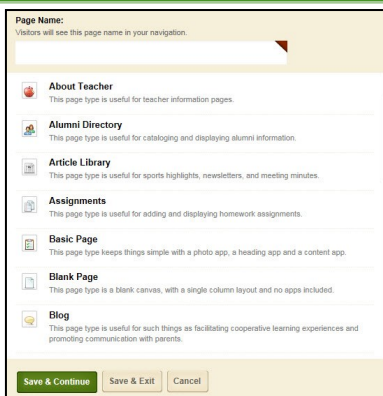 Page Name:
Visitors will see this page name in your navigation.
About Teacher
This page type is useful for teacher information pages.
Alumni Directory
This page type is useful for cataloging and displaying alumni information.
Article Library
This page type is useful for sports highlights, newsletters, and meeting minutes.
Assignments
This page type is useful for adding and displaying homework assignments.
Basic Page
This page type keeps things simple with a photo app, a heading app and a content app.
Blank Page
This page type is a blank canvas, with a single column layout and no apps included.
Blog
This page type is useful for such things as facilitating cooperative learning experiences and
promoting communication with parents.
Save & Continue Save & Exit Cancel